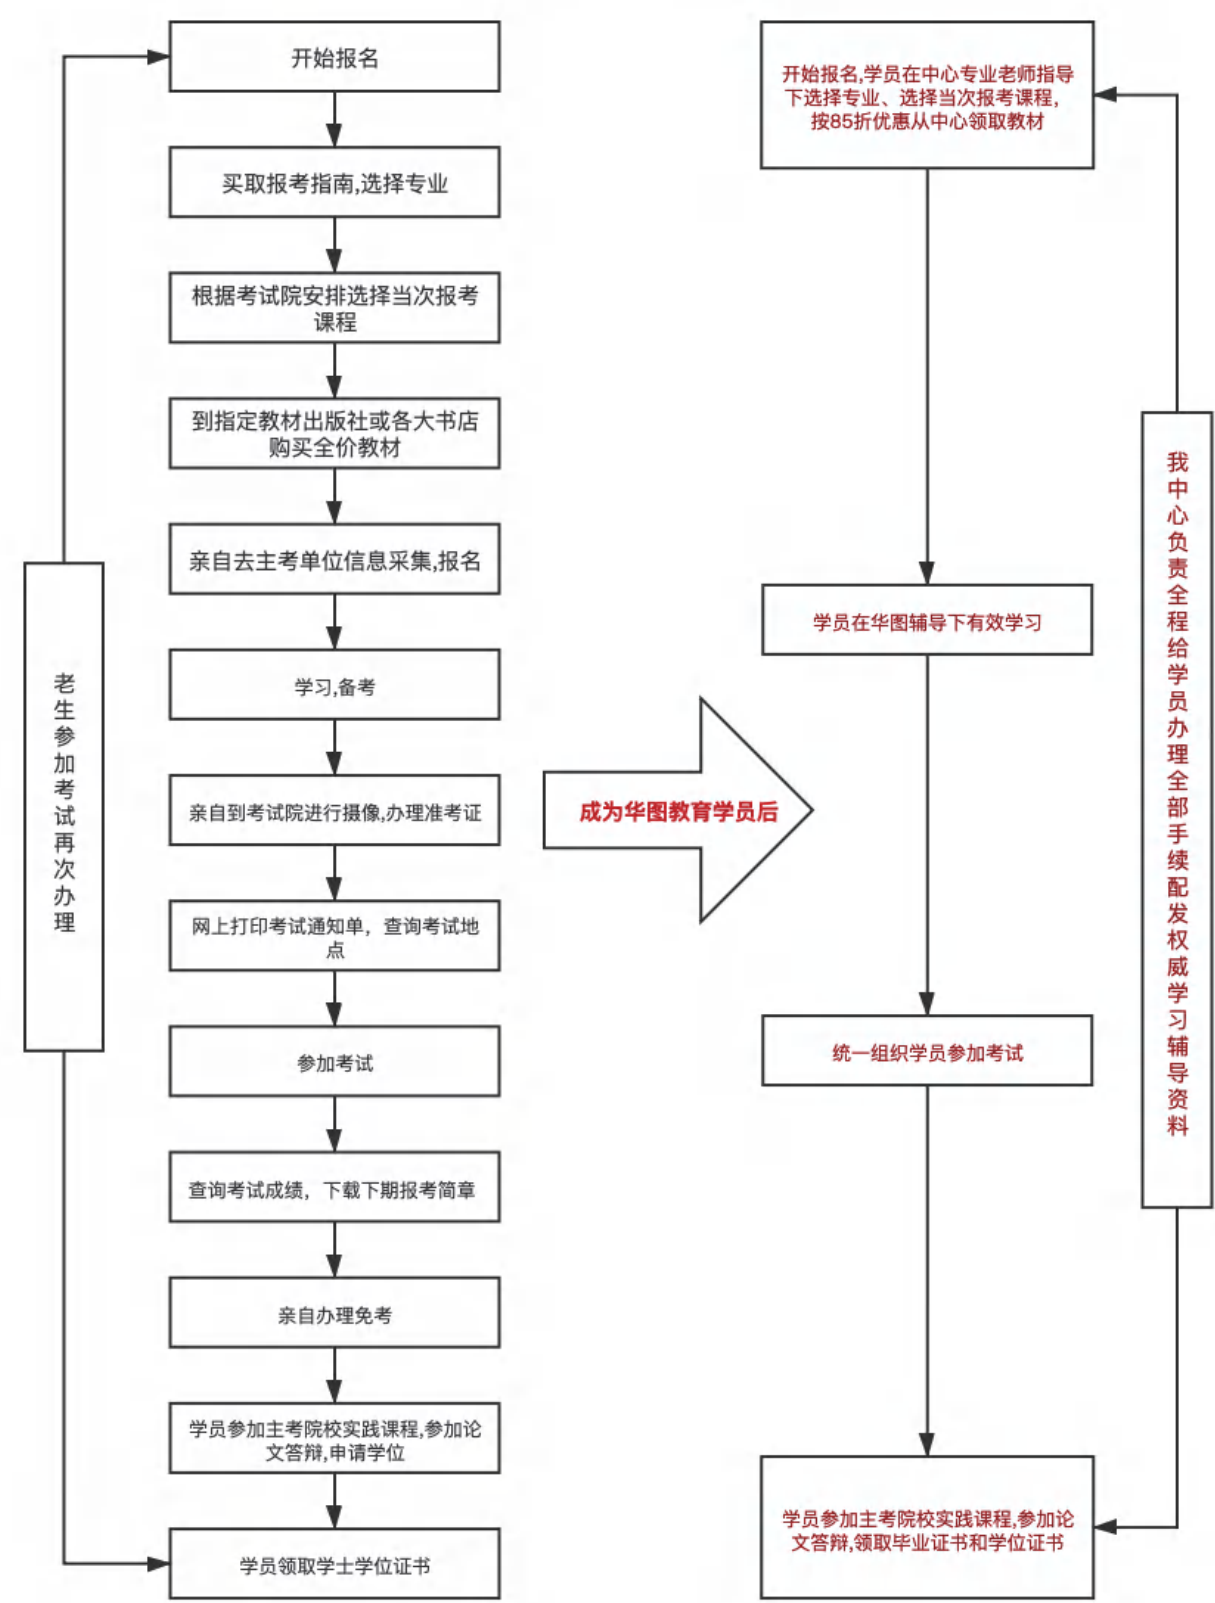 开始报名
买取报考指南,选择专业
根据考试院安排选择当次报考
课程
到指定教材出版社或各大书店
购买全价教材
亲自去主考单位信息采集,报名
学习,备考
亲自到考试院进行摄像,办理准考证
网上打印考试通知单，查询考试地
点
参加考试
查询考试成绩，下载下期报考简章
亲自办理免考
学员参加主考院校实践课程,参加论
文答辩,申请学位
学员领取学士学位证书
老生参加考试再次办理
成为华图教育学员后
开始报名,学员在中心专业老师指导
下选择专业、选择当次报考课程,
按85折优惠从中心领取教材
学员在华图辅导下有效学习
统一组织学员参加考试
学员参加主考院校实践课程,参加论
文答辩,领取毕业证书和学位证书
我中心负责全程给学员办理全部手续配发权威学习辅导资料